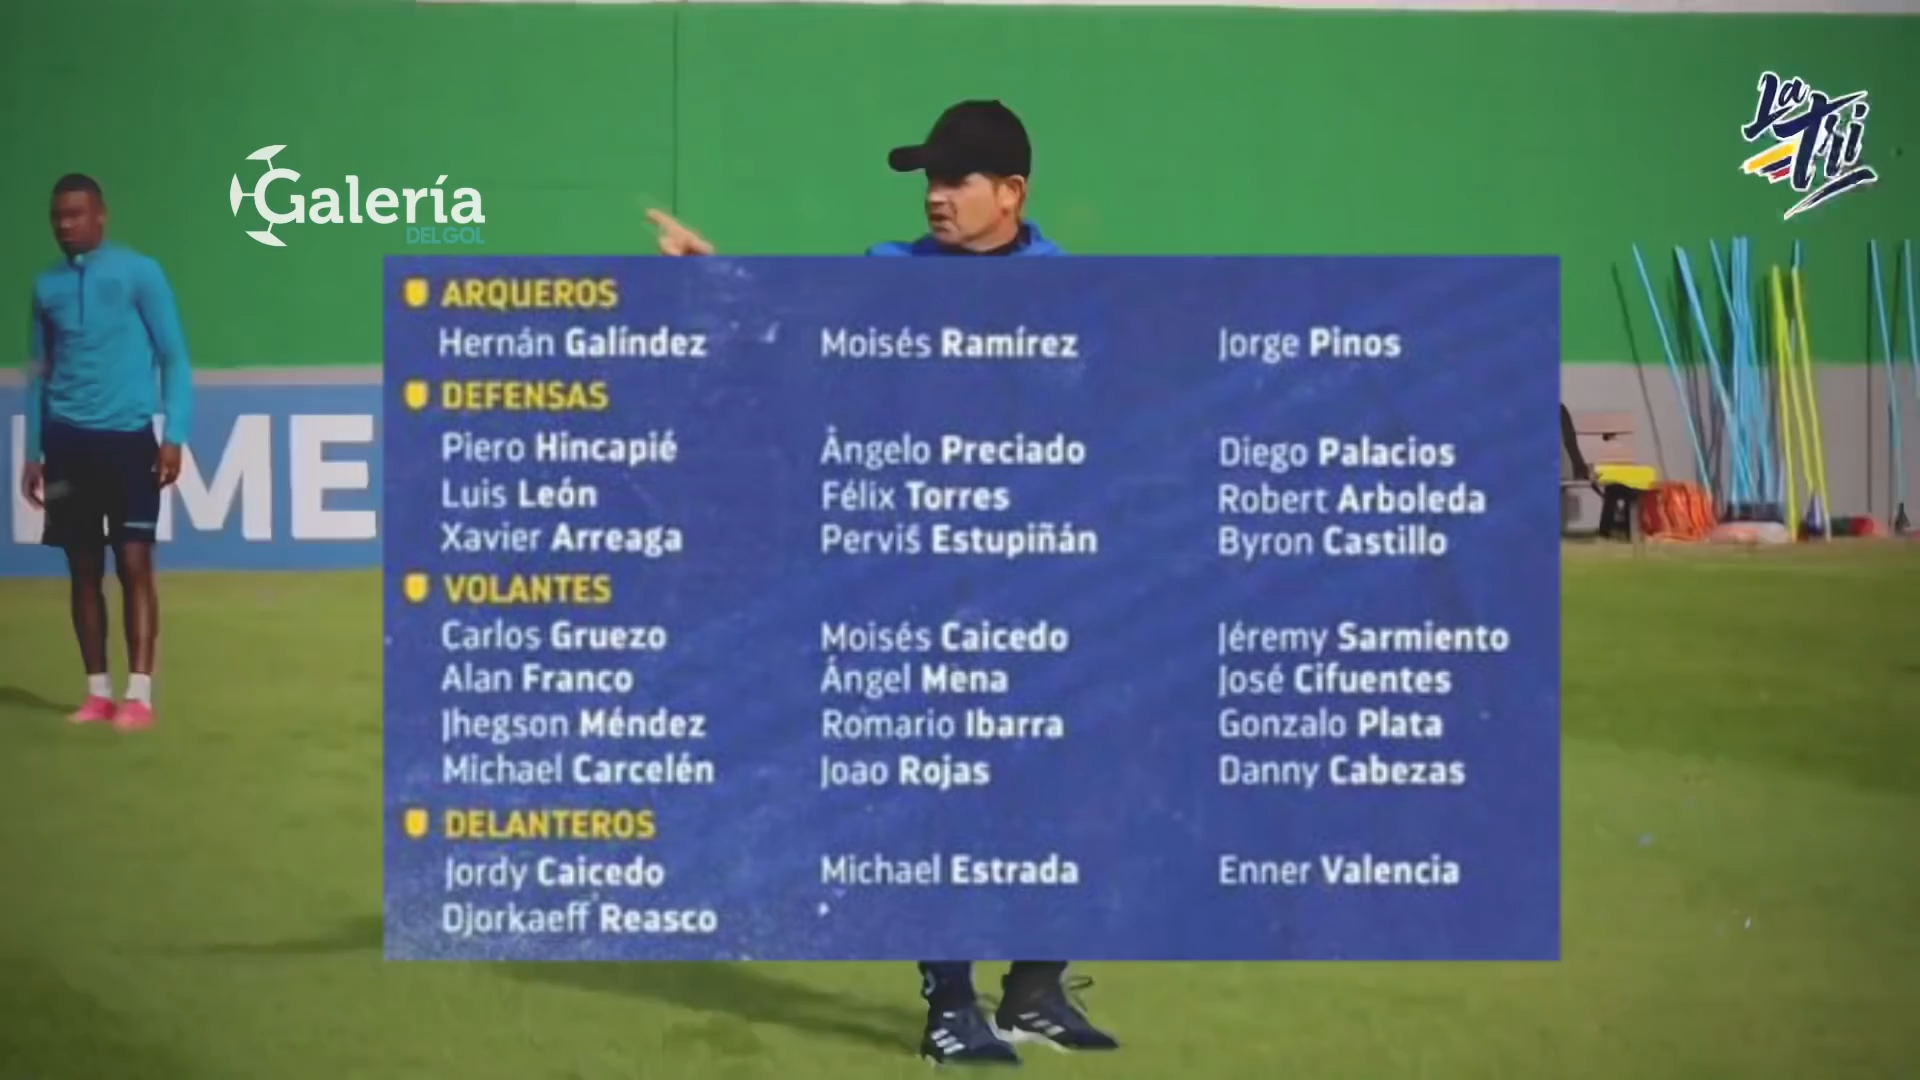 La Tri
Galería
DEL GOL
ME
ARQUEROS
Hernán Galíndez Moisés Ramírez Jorge Pinos
DEFENSAS
Piero Hincapié Ángelo Preciado Diego Palacios
Luis León Félix Torres Robert Arboleda
Xavier Arreaga Pervis Estupiñán Byron Castillo
VOLANTES
Carlos Gruezo Moisés Caicedo Jéremy Sarmiento
Alan Franco Ángel Mena José Cifuentes
Jhegson Méndez Romario Ibarra Gonzalo Plata
Michael Carcelén Joao Rojas Danny Cabezas
DELANTEROS
Jordy Caicedo Michael Estrada Enner Valencia
Djorkaeff Reasco